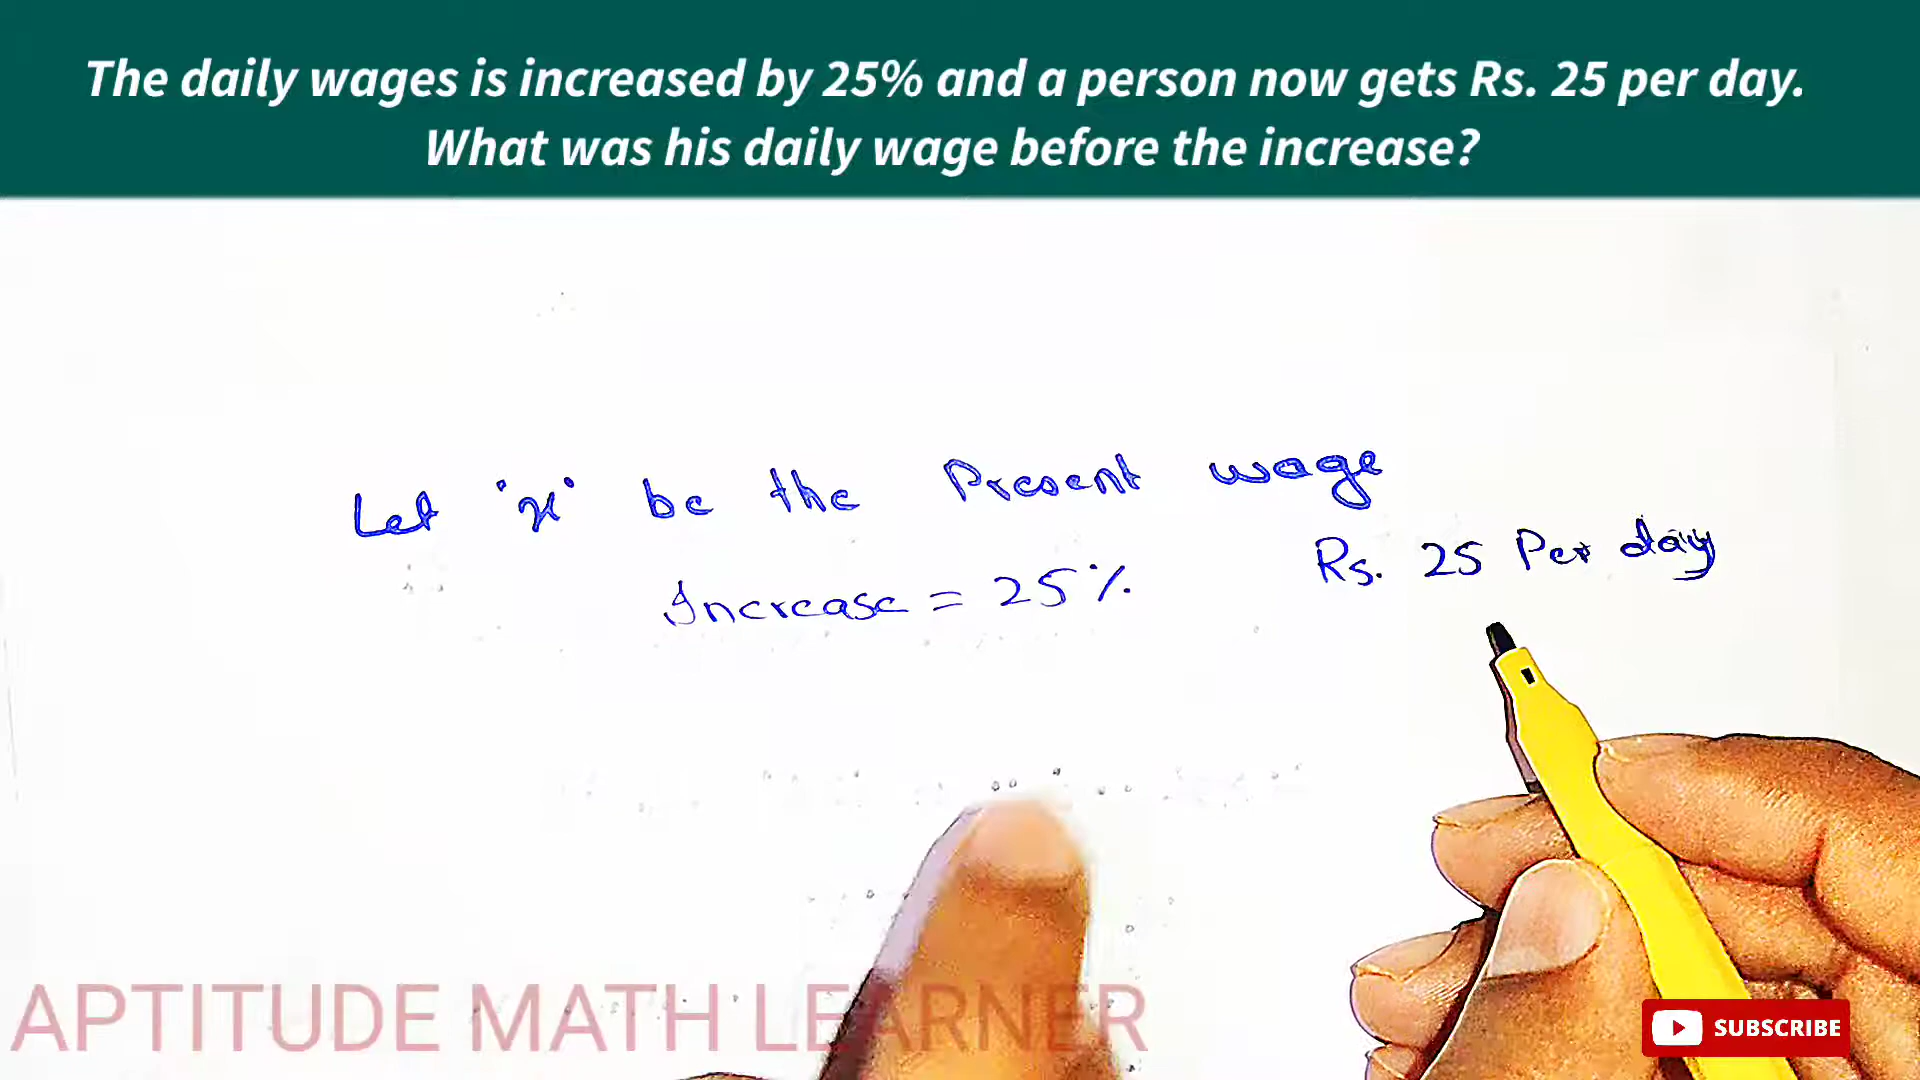 The daily wages is increased by 25% and a person now gets Rs. 25 per day.
What was his daily wage before the increase?
Let 'x' be the Present wage
Increase = 25%
Rs. 25 Per day
APTITUDE MATH LEARNER
SUBSCRIBE